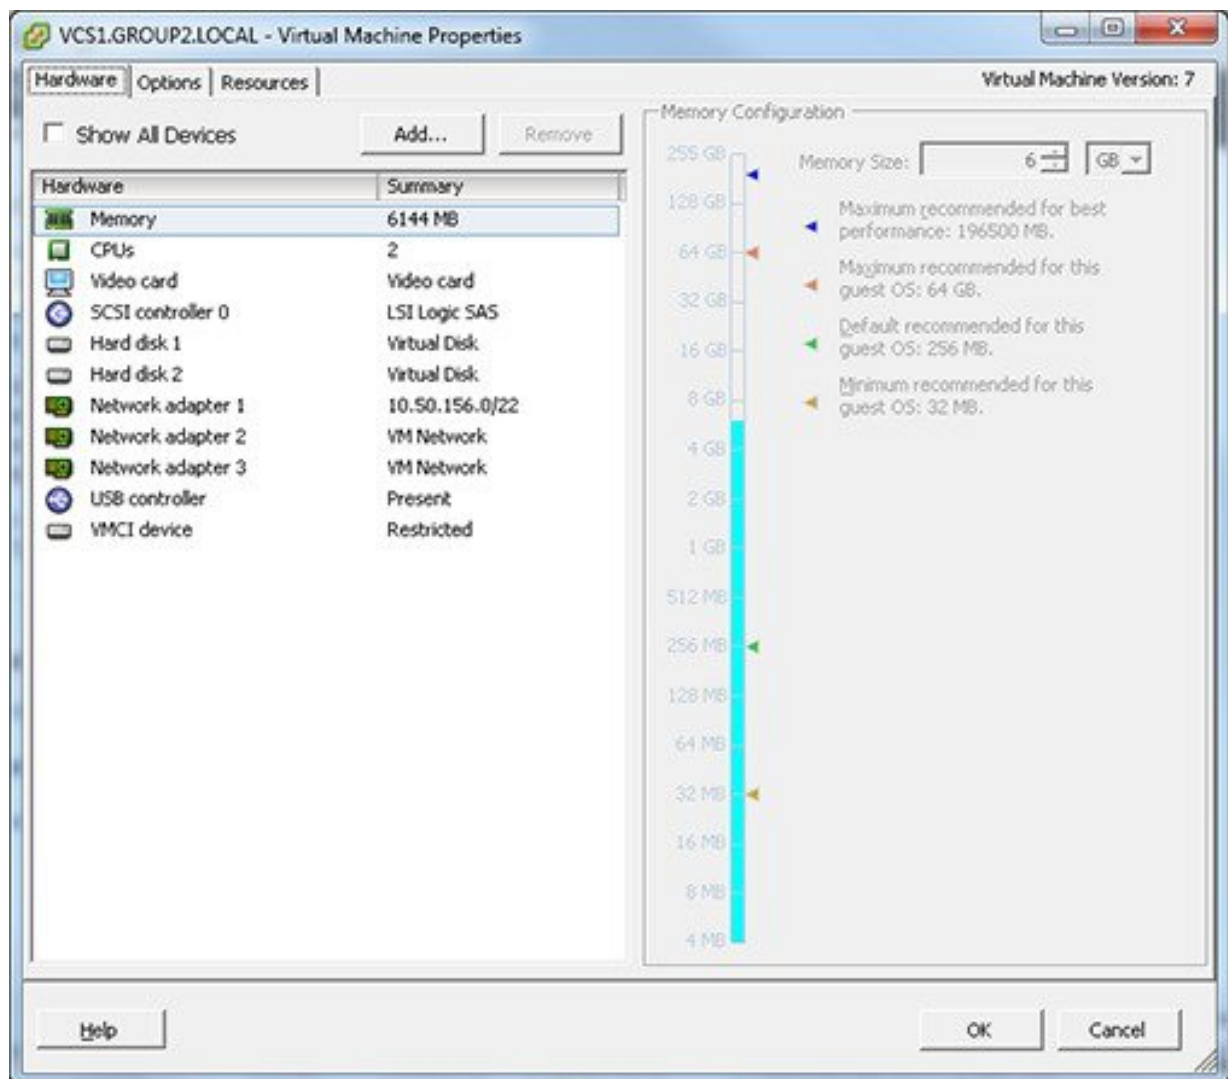 VCS1.GROUP2.LOCAL - Virtual Machine Properties
Hardware Options Resources
Virtual Machine Version: 7
Show All Devices
Add...
Remove
Hardware Summary
Memory 6144 MB
CPUs 2
Video card Video card
SCSI controller 0 LSI Logic SAS
Hard disk 1 Virtual Disk
Hard disk 2 Virtual Disk
Network adapter 1 10.50.156.0/22
Network adapter 2 VM Network
Network adapter 3 VM Network
USB controller Present
VMCI device Restricted
Memory Configuration
255 GB
128 GB
64 GB
32 GB
16 GB
8 GB
4 GB
2 GB
1 GB
512 MB
256 MB
128 MB
64 MB
32 MB
16 MB
8 MB
4 MB
Memory Size: 6 GB
Maximum recommended for best
performance: 196500 MB.
Maximum recommended for this
guest OS: 64 GB.
Default recommended for this
guest OS: 256 MB.
Minimum recommended for this
guest OS: 32 MB.
Help
OK
Cancel